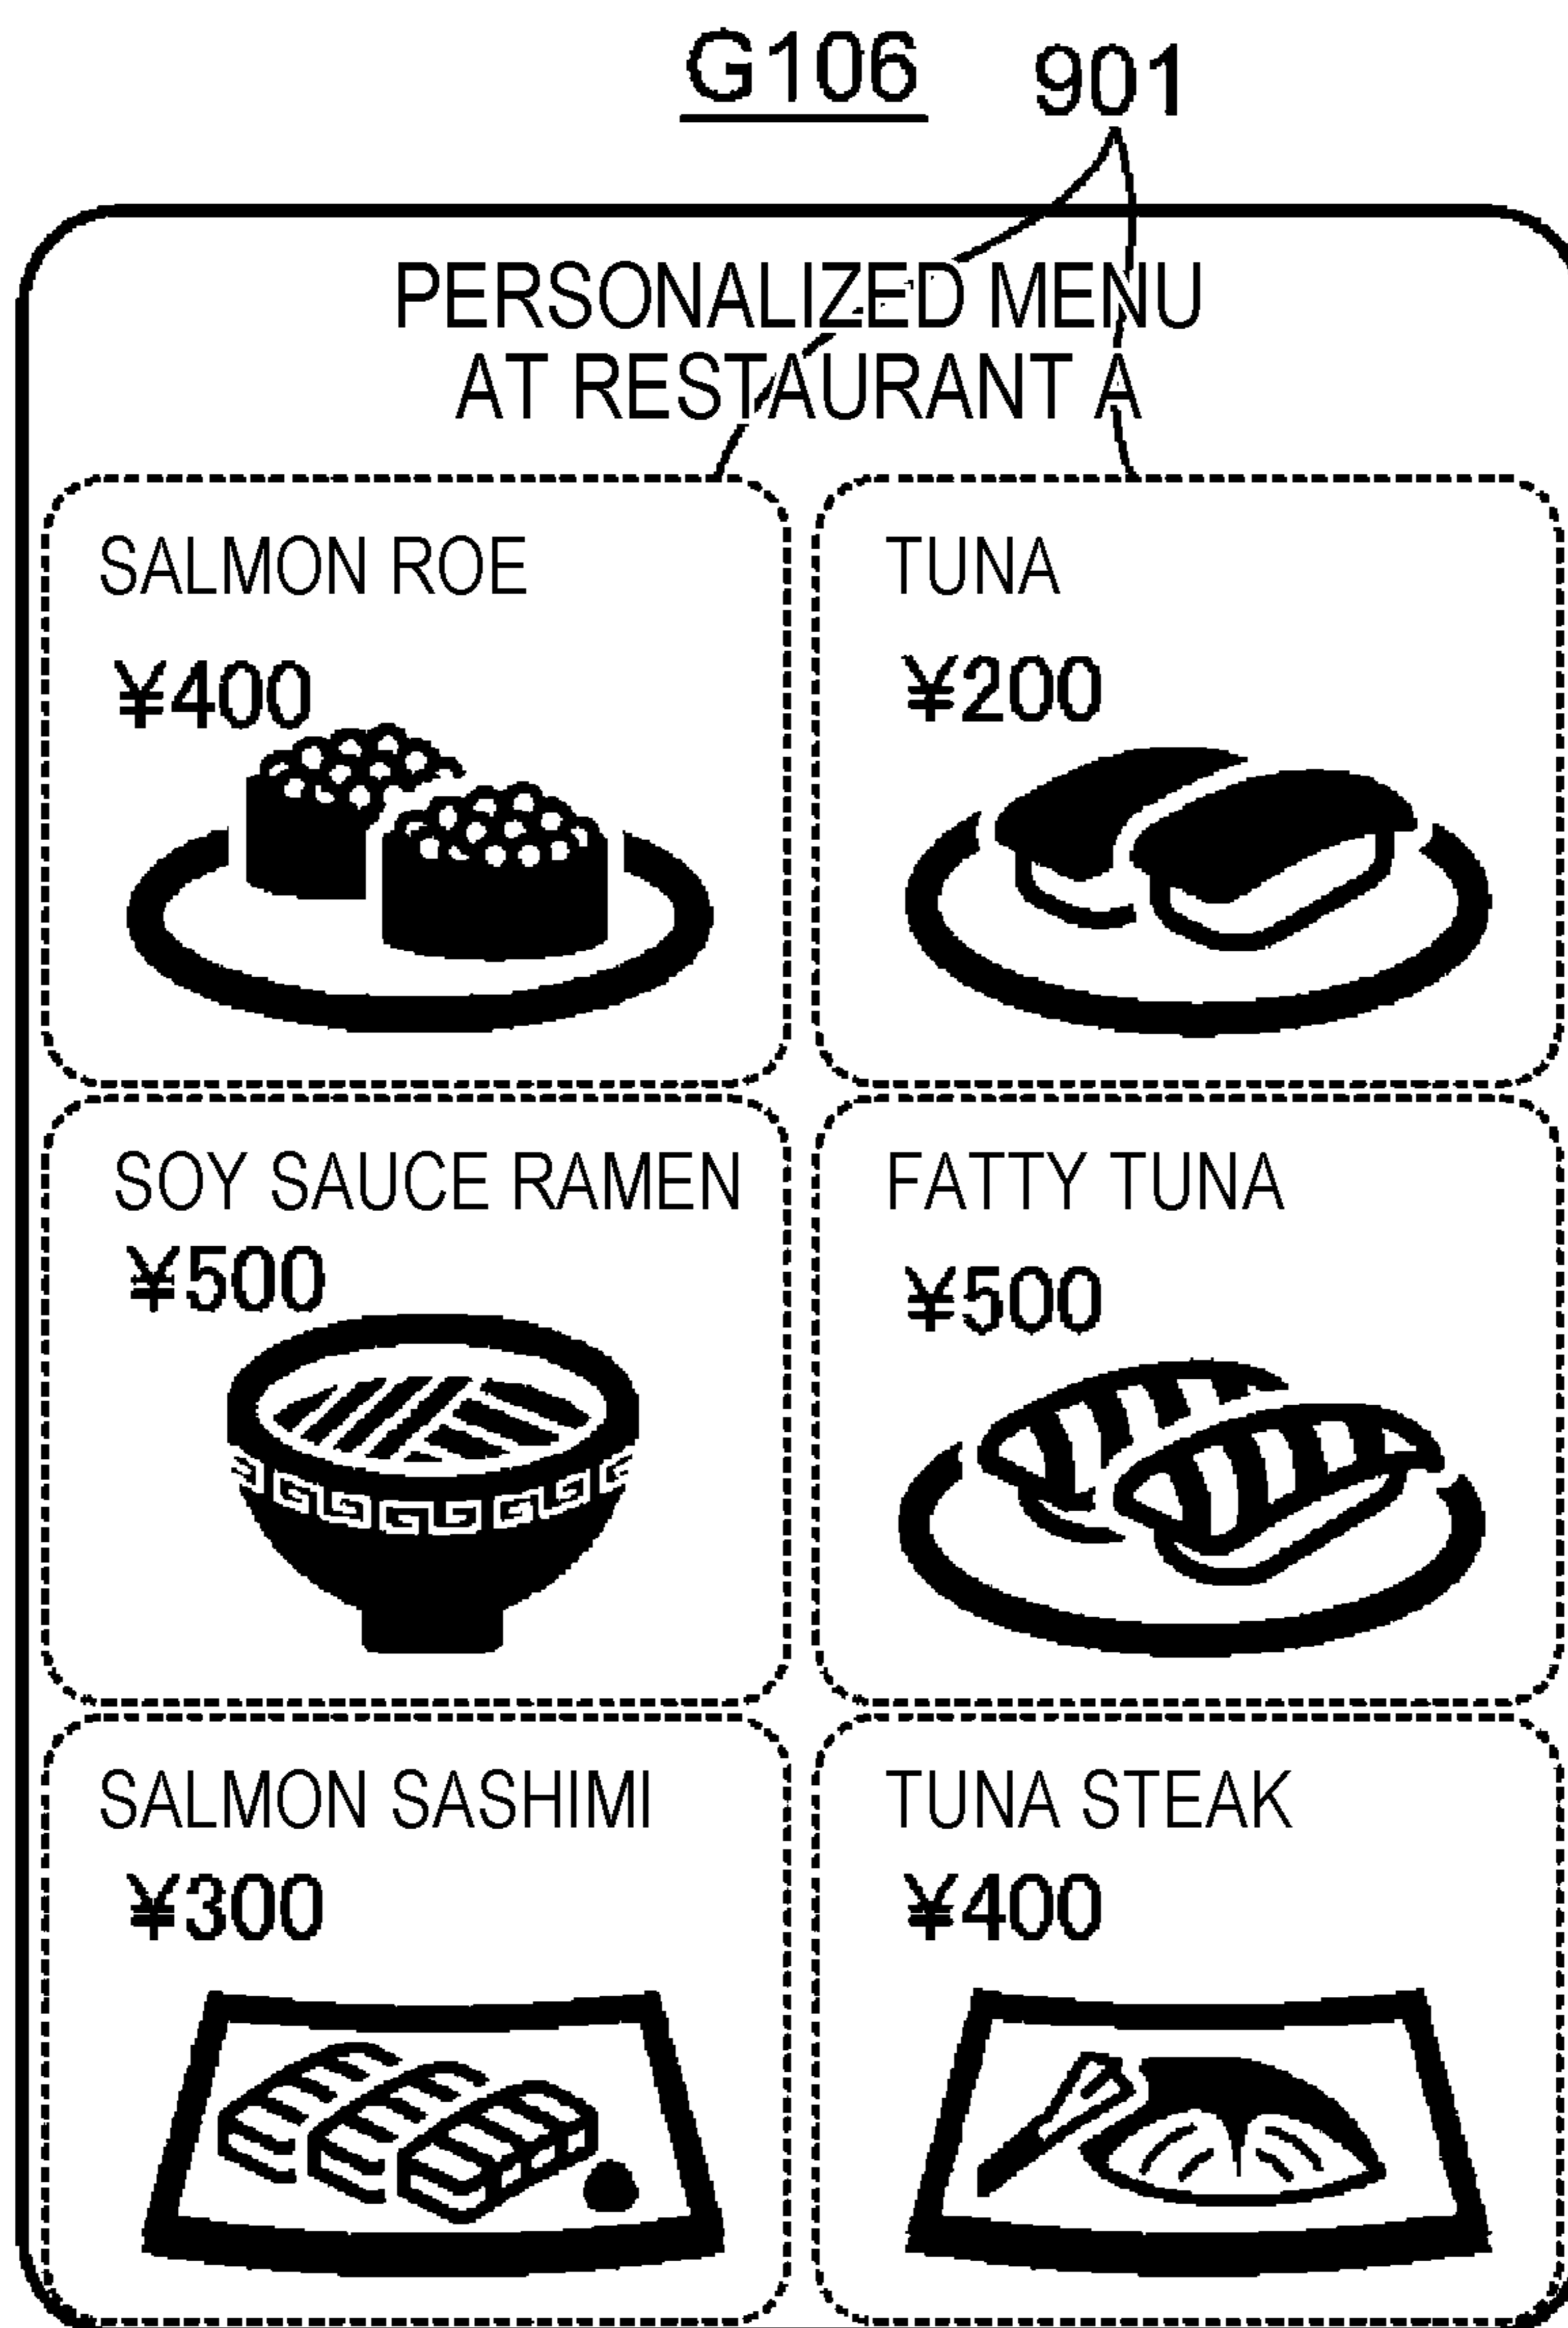 G106 901
PERSONALIZED MENU
AT RESTAURANT A
SALMON ROE
¥400
TUNA
¥200
SOY SAUCE RAMEN
¥500
FATTY TUNA
¥500
SALMON SASHIMI
¥300
TUNA STEAK
¥400